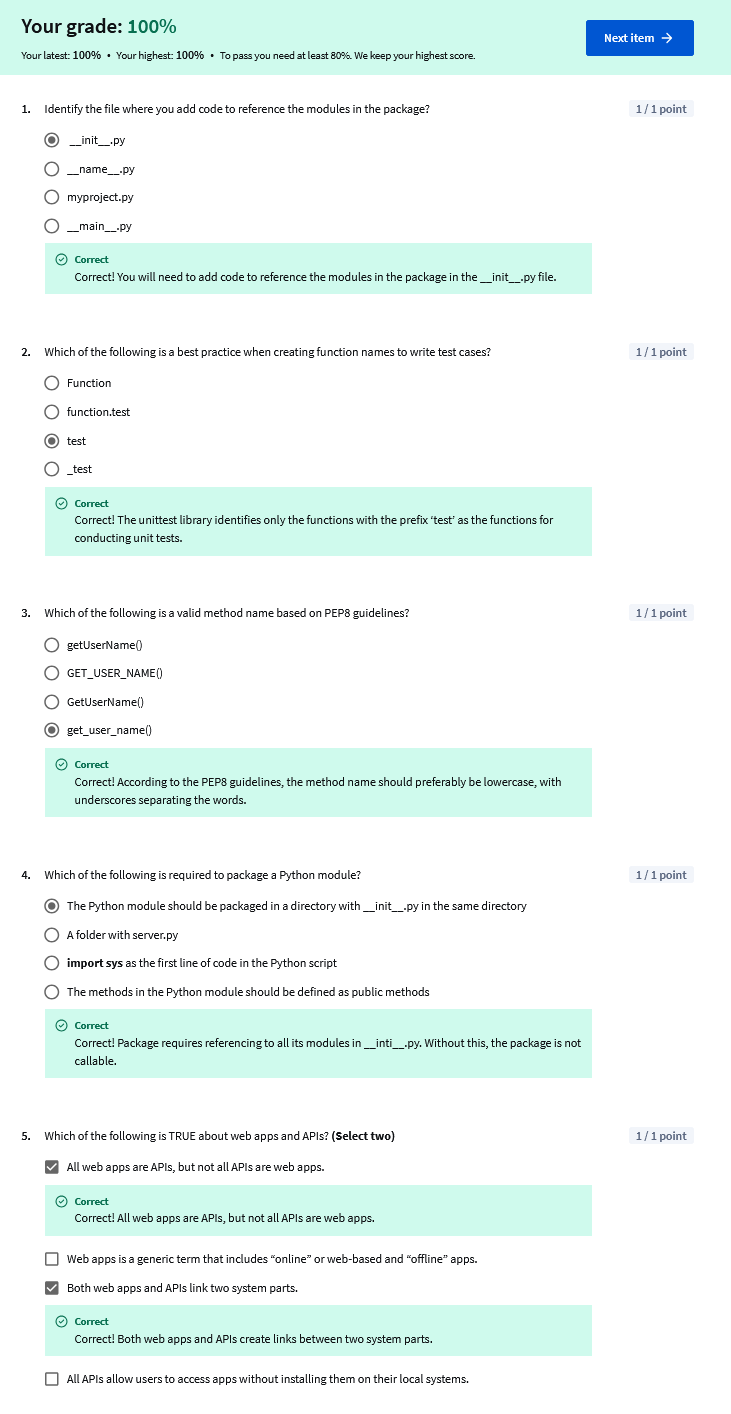 Your grade: 100%
Next item →
Your latest: 100% • Your highest: 100% • To pass you need at least 80%. We keep your highest score.
1. Identify the file where you add code to reference the modules in the package?
1 / 1 point
__init__.py
__name__.py
myproject.py
__main__.py
Correct
Correct! You will need to add code to reference the modules in the package in the __init__.py file.
2. Which of the following is a best practice when creating function names to write test cases?
1 / 1 point
Function
function.test
test
_test
Correct
Correct! The unittest library identifies only the functions with the prefix ‘test’ as the functions for
conducting unit tests.
3. Which of the following is a valid method name based on PEP8 guidelines?
1 / 1 point
getUserName()
GET_USER_NAME()
GetUserName()
get_user_name()
Correct
Correct! According to the PEP8 guidelines, the method name should preferably be lowercase, with
underscores separating the words.
4. Which of the following is required to package a Python module?
1 / 1 point
The Python module should be packaged in a directory with __init__.py in the same directory
A folder with server.py
import sys as the first line of code in the Python script
The methods in the Python module should be defined as public methods
Correct
Correct! Package requires referencing to all its modules in __inti__.py. Without this, the package is not
callable.
5. Which of the following is TRUE about web apps and APIs? (Select two)
1 / 1 point
All web apps are APIs, but not all APIs are web apps.
Correct
Correct! All web apps are APIs, but not all APIs are web apps.
Web apps is a generic term that includes “online” or web-based and “offline” apps.
Both web apps and APIs link two system parts.
Correct
Correct! Both web apps and APIs create links between two system parts.
All APIs allow users to access apps without installing them on their local systems.